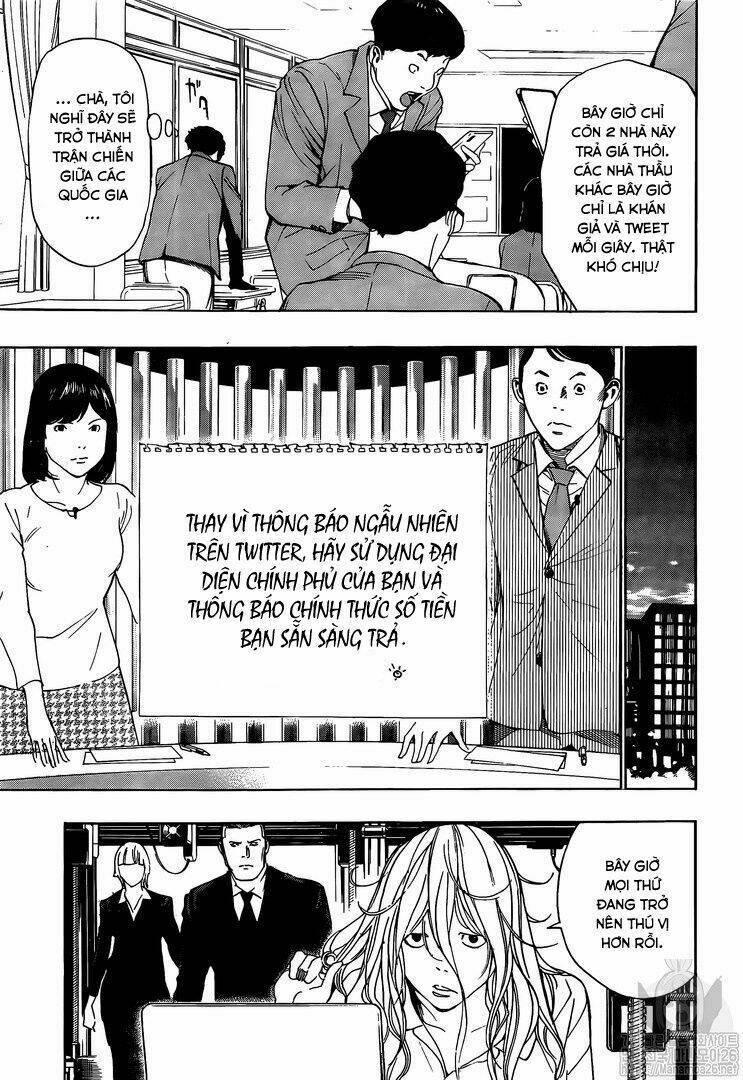 BÂY GIỜ CHỈ
CÒN 2 NHÀ NÀY
TRẢ GIÁ THÔI.
CÁC NHÀ THẦU
KHÁC BÂY GIỜ
CHỈ LÀ KHÁN
GIẢ VÀ TWEET
MỖI GIÂY. THẬT
KHÓ CHỊU!
... CHÀ, TÔI
NGHĨ ĐÂY SẼ
TRỞ THÀNH
TRẬN CHIẾN
GIỮA CÁC
QUỐC GIA
...
ガタ
THAY VÌ THÔNG BÁO NGẪU NHIÊN
TRÊN TWITTER, HÃY SỬ DỤNG ĐẠI
DIỆN CHÍNH PHỦ CỦA BẠN VÀ
THÔNG BÁO CHÍNH THỨC SỐ TIỀN
BẠN SẴN SÀNG TRẢ.
BÂY GIỜ
MỌI THỨ
ĐANG TRỞ
NÊN THÚ VỊ
HƠN RỒI.